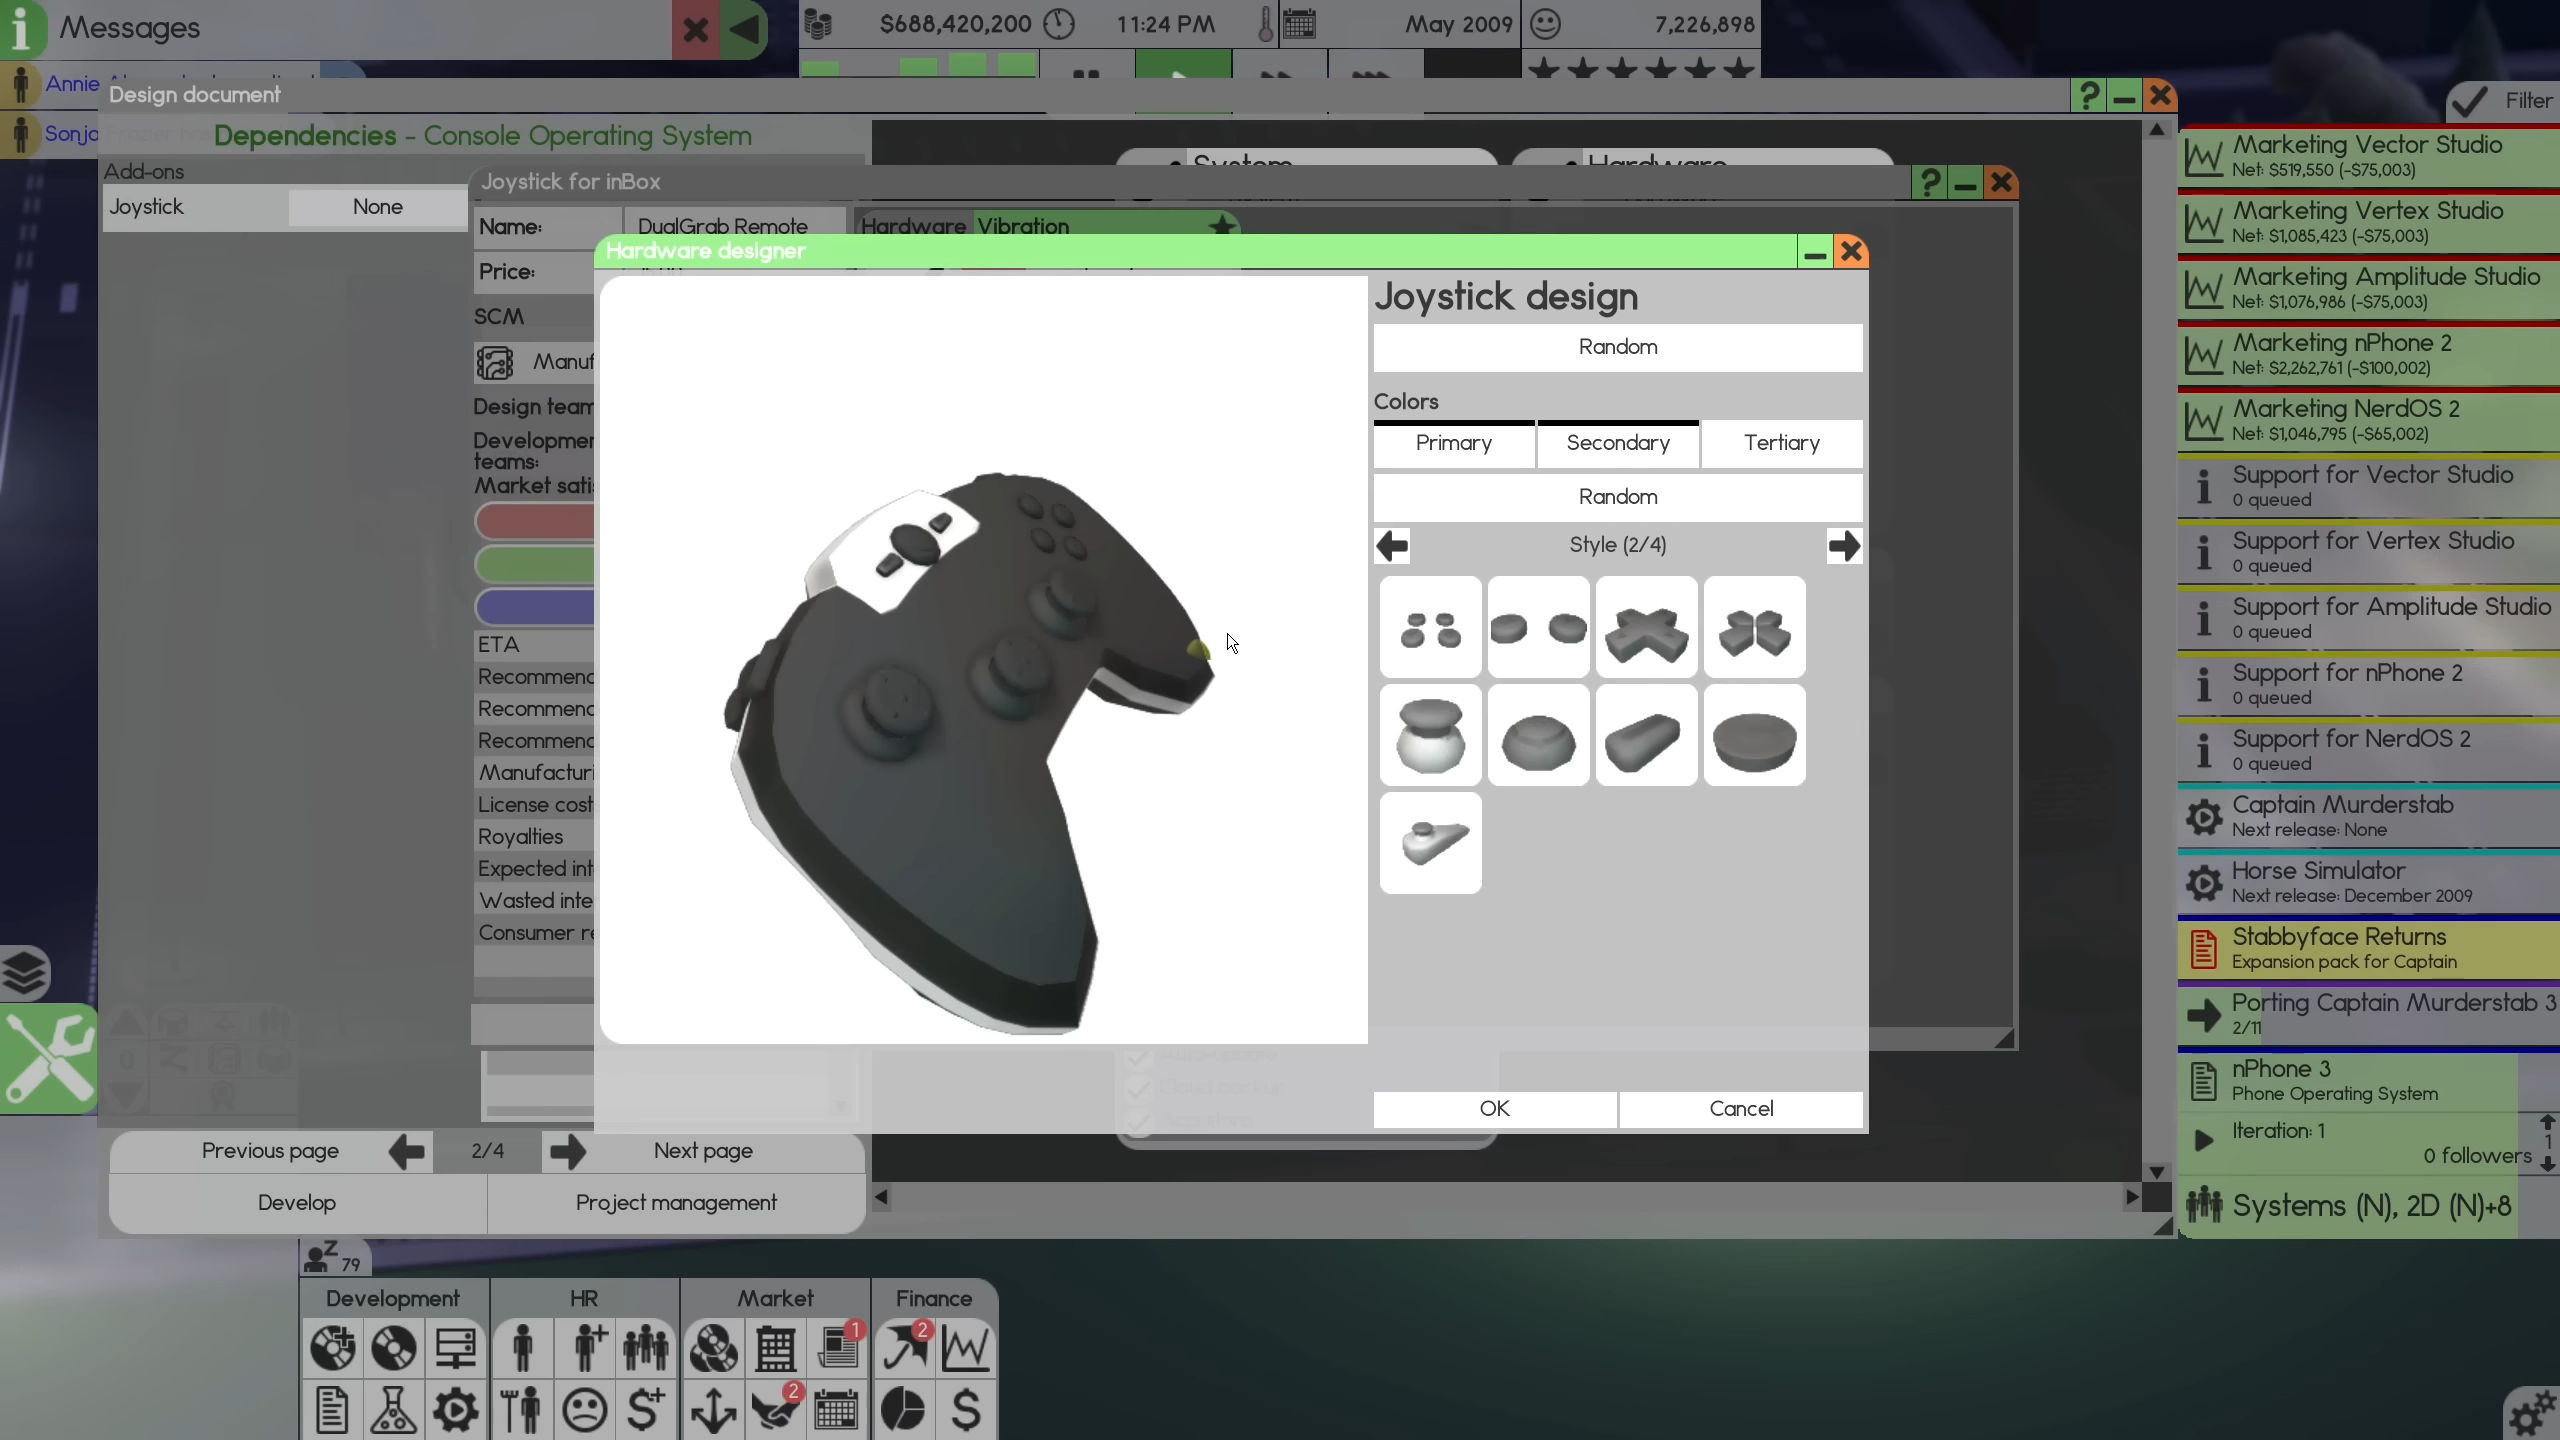 Messages
$688,420,200
11:24 PM
May 2009
7,226,898
Annie
Sonja
Design document
Filter
Dependencies - Console Operating System
Add-ons
Joystick
None
System
Hardware
Joystick for inBox
Name:
DualGrab Remote
Hardware
Vibration
Price:
SCM
Manuf
Design team
Developmen
teams:
Market sati
ETA
Recommend
Recommend
Recommend
Manufacturi
License cost
Royalties
Expected int
Wasted inte
Consumer re
Hardware designer
Joystick design
Random
Colors
Primary
Secondary
Tertiary
Random
Style (2/4)
OK
Cancel
Previous page
2/4
Next page
Develop
Project management
Marketing Vector Studio
Net: $519,550 (-$75,003)
Marketing Vertex Studio
Net: $1,085,423 (-$75,003)
Marketing Amplitude Studio
Net: $1,076,986 (-$75,003)
Marketing nPhone 2
Net: $2,262,761 (-$100,002)
Marketing NerdOS 2
Net: $1,046,795 (-$65,002)
Support for Vector Studio
0 queued
Support for Vertex Studio
0 queued
Support for Amplitude Studio
0 queued
Support for nPhone 2
0 queued
Support for NerdOS 2
0 queued
Captain Murderstab
Next release: None
Horse Simulator
Next release: December 2009
Stabbyface Returns
Expansion pack for Captain
Porting Captain Murderstab 3
2/11
nPhone 3
Phone Operating System
Iteration: 1
1
0 followers
Systems (N), 2D (N)+8
79
Development
HR
Market
Finance
1
2
2